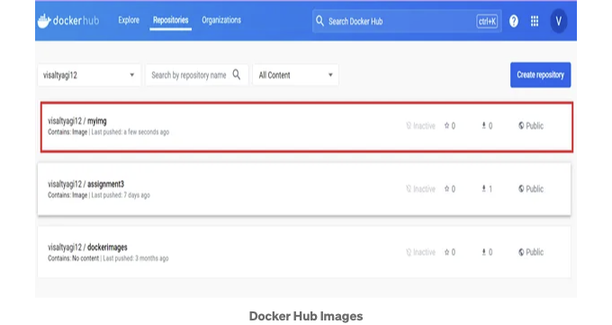 dockerhub Explore Repositories Organizations Search Docker Hub ctrl+K ? V
visaltyagi12 Search by repository name All Content Create repository
visaltyagi12 / myimg
Contains: Image | Last pushed: a few seconds ago
Inactive 0 0 Public
visaltyagi12 / assignment3
Contains: Image | Last pushed: 7 days ago
Inactive 0 1 Public
visaltyagi12 / dockerimages
Contains: No content | Last pushed: 3 months ago
Inactive 0 0 Public
Docker Hub Images